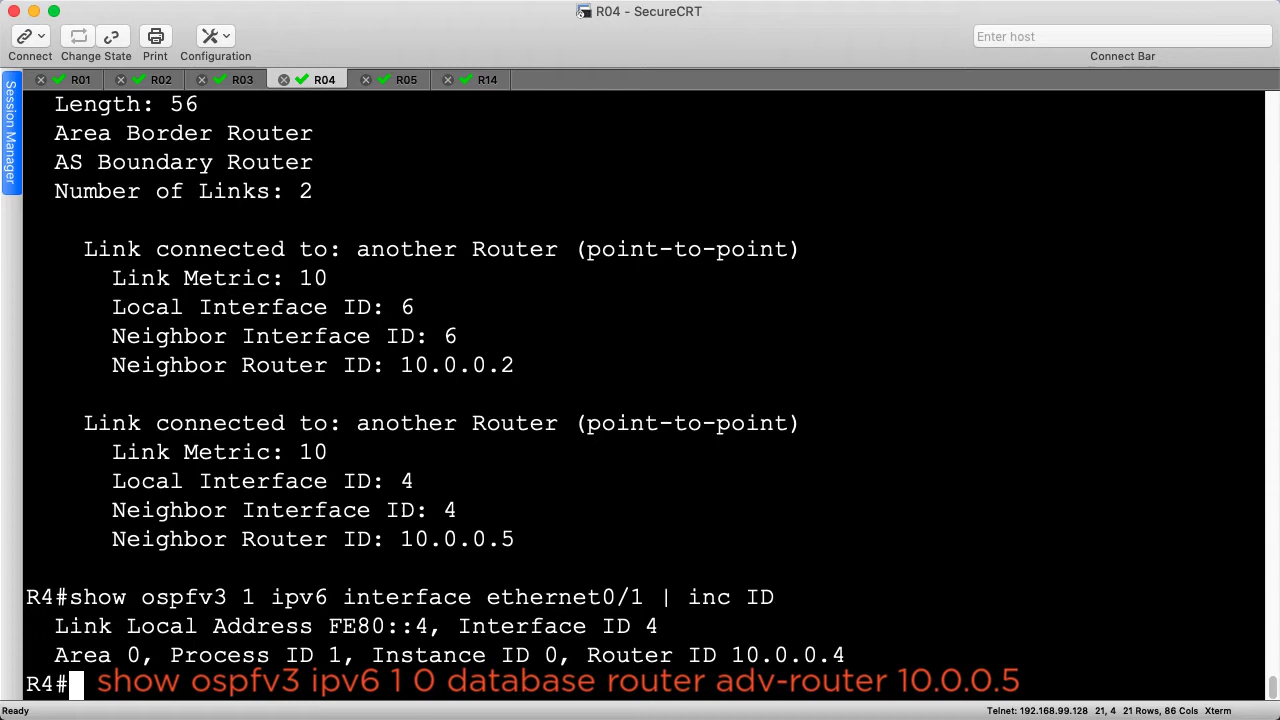 R04 - SecureCRT
Enter host
Connect Change State Print Configuration Connect Bar
R01 R02 R03 R04 R05 R14
Session Manager
Length: 56
Area Border Router
AS Boundary Router
Number of Links: 2
Link connected to: another Router (point-to-point)
Link Metric: 10
Local Interface ID: 6
Neighbor Interface ID: 6
Neighbor Router ID: 10.0.0.2
Link connected to: another Router (point-to-point)
Link Metric: 10
Local Interface ID: 4
Neighbor Interface ID: 4
Neighbor Router ID: 10.0.0.5
R4#show ospfv3 1 ipv6 interface ethernet0/1 | inc ID
Link Local Address FE80::4, Interface ID 4
Area 0, Process ID 1, Instance ID 0, Router ID 10.0.0.4
R4# show ospfv3 ipv6 1 0 database router adv-router 10.0.0.5
Ready Telnet: 192.168.99.128 21, 4 21 Rows, 86 Cols Xterm